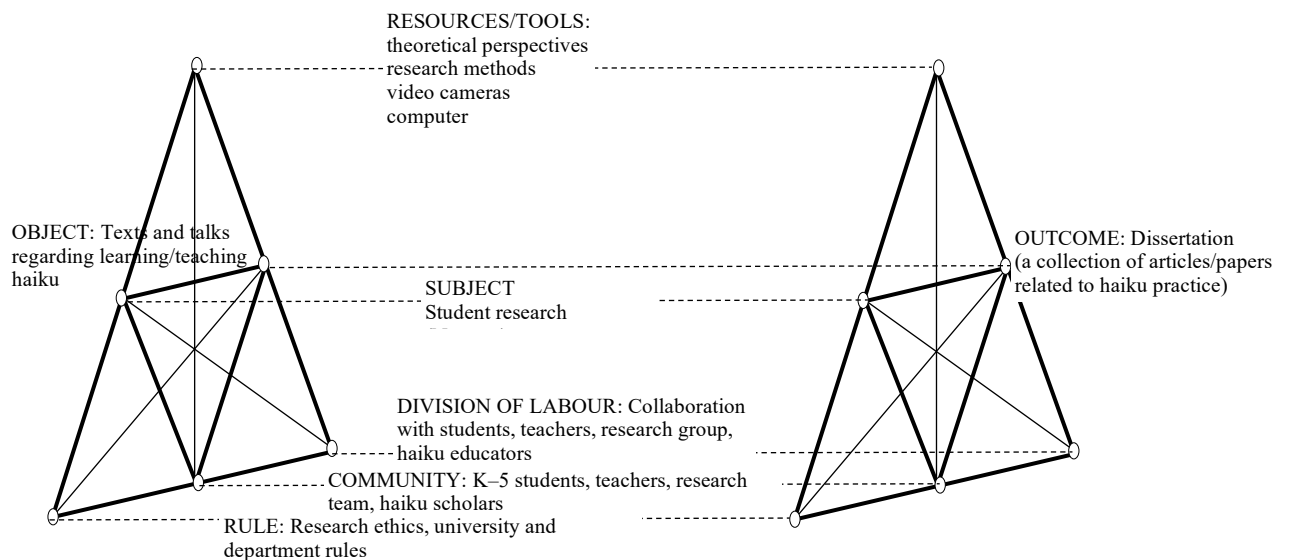 RESOURCES/TOOLS:
theoretical perspectives
research methods
video cameras
computer
OBJECT: Texts and talks
regarding learning/teaching
haiku
OUTCOME: Dissertation
(a collection of articles/papers
related to haiku practice)
SUBJECT
Student research
DIVISION OF LABOUR: Collaboration
with students, teachers, research group,
haiku educators
COMMUNITY: K–5 students, teachers, research
team, haiku scholars
RULE: Research ethics, university and
department rules